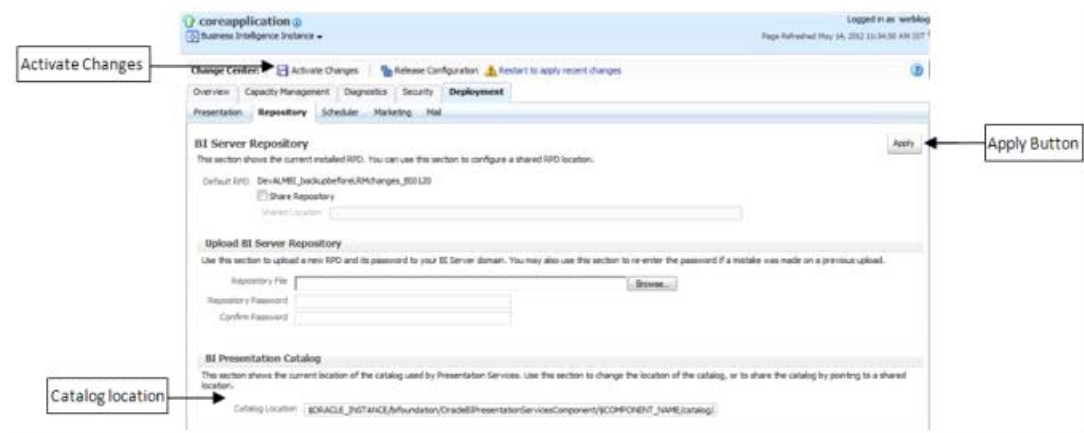 coreapplication
Business Intelligence Instance
Logged in as weblog
Page Refreshed May 14, 2012 11:34:50 AM IST
Activate Changes
Change Center: Activate Changes Release Configuration Restart to apply recent changes
Overview Capacity Management Diagnostics Security Deployment
Presentation Repository Scheduler Marketing Mail
BI Server Repository
Apply
Apply Button
This section shows the current installed RPD. You can use this section to configure a shared RPD location.
Default RPD DevALMBI_backupbeforeLRMchanges_BI0120
Share Repository
Shared Location
Upload BI Server Repository
Use this section to upload a new RPD and its password to your BI Server domain. You may also use this section to re-enter the password if a mistake was made on a previous upload.
Repository File Browse...
Repository Password
Confirm Password
BI Presentation Catalog
This section shows the current location of the catalog used by Presentation Services. Use this section to change the location of the catalog, or to share the catalog by pointing to a shared
location.
Catalog location
Catalog Location $ORACLE_INSTANCE/bifoundation/OracleBIPresentationServicesComponent/$COMPONENT_NAME/catalog/